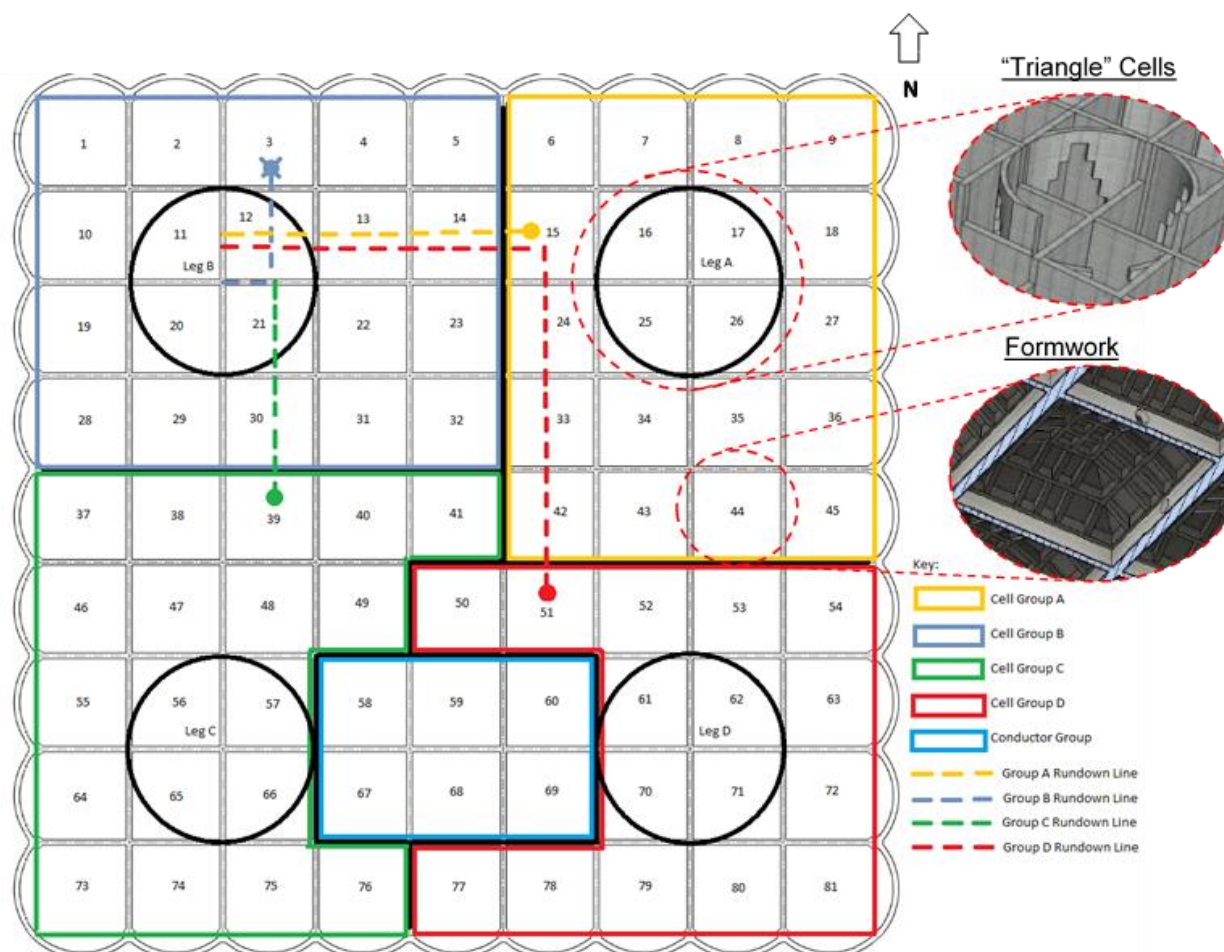 N
"Triangle" Cells
1 2 3 4 5 6 7 8 9
10 11 12 13 14 15 16 17 18
Leg B Leg A
19 20 21 22 23 24 25 26 27
Formwork
28 29 30 31 32 33 34 35 36
37 38 39 40 41 42 43 44 45
Key:
46 47 48 49 50 51 52 53 54
Cell Group A
Cell Group B
Cell Group C
Cell Group D
Conductor Group
Group A Rundown Line
Group B Rundown Line
Group C Rundown Line
Group D Rundown Line
55 56 57 58 59 60 61 62 63
Leg C Leg D
64 65 66 67 68 69 70 71 72
73 74 75 76 77 78 79 80 81